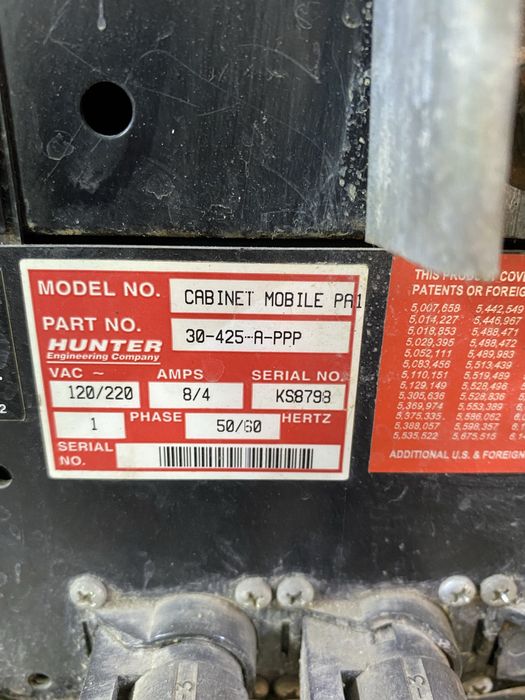 MODEL NO. CABINET MOBILE PA1
PART NO. 30-425-A-PPP
HUNTER
Engineering Company
VAC ~ AMPS SERIAL NO.
120/220 8/4 KS8798
1 PHASE 50/60 HERTZ
SERIAL
NO.
2
THIS COV
PATENTS OR FOREIG
5,007,658 5,442,549
5,014,227 5,446,967
5,018,853 5,488,471
5,029,395 5,488,472
5,052,111 5,489,983
5,083,456 5,513,439
5,110,151 5,519,489
5,129,149 5,528,496
5,305,636 5,528,836
5,369,974 5,553,389
5,375,335 5,586,062
5,388,057 5,598,357
5,535,522 5,675,515
ADDITIONAL U.S. & FOREIGN